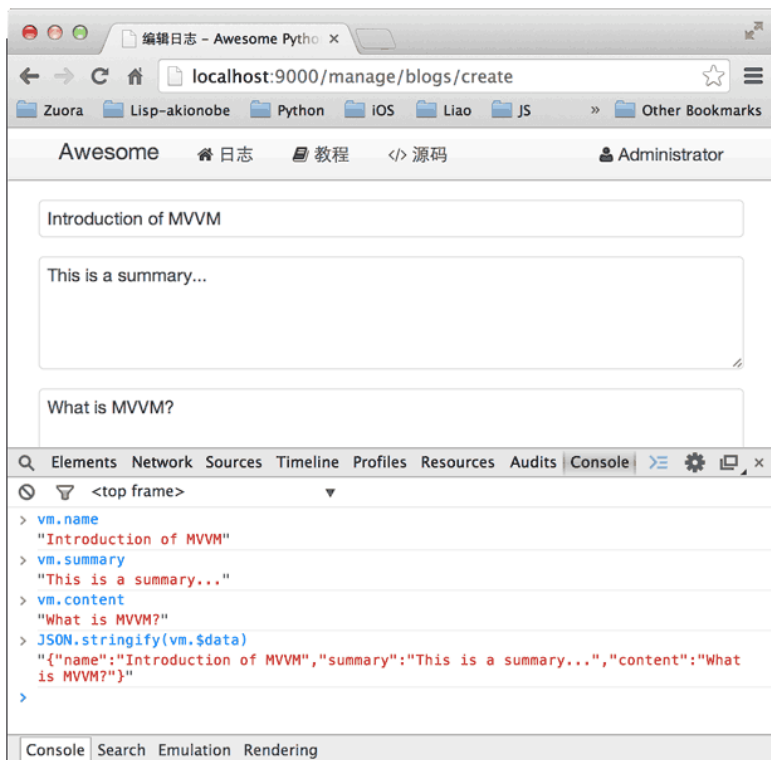 编辑日志 – Awesome Pytho
localhost:9000/manage/blogs/create
Zuora Lisp-akionobe Python iOS Liao JS » Other Bookmarks
Awesome 日志 教程 </> 源码 Administrator
Introduction of MVVM
This is a summary...
What is MVVM?
Elements Network Sources Timeline Profiles Resources Audits Console
<top frame>
> vm.name
"Introduction of MVVM"
> vm.summary
"This is a summary..."
> vm.content
"What is MVVM?"
> JSON.stringify(vm.$data)
"{"name":"Introduction of MVVM","summary":"This is a summary...","content":"What
is MVVM?"}"
>
Console Search Emulation Rendering